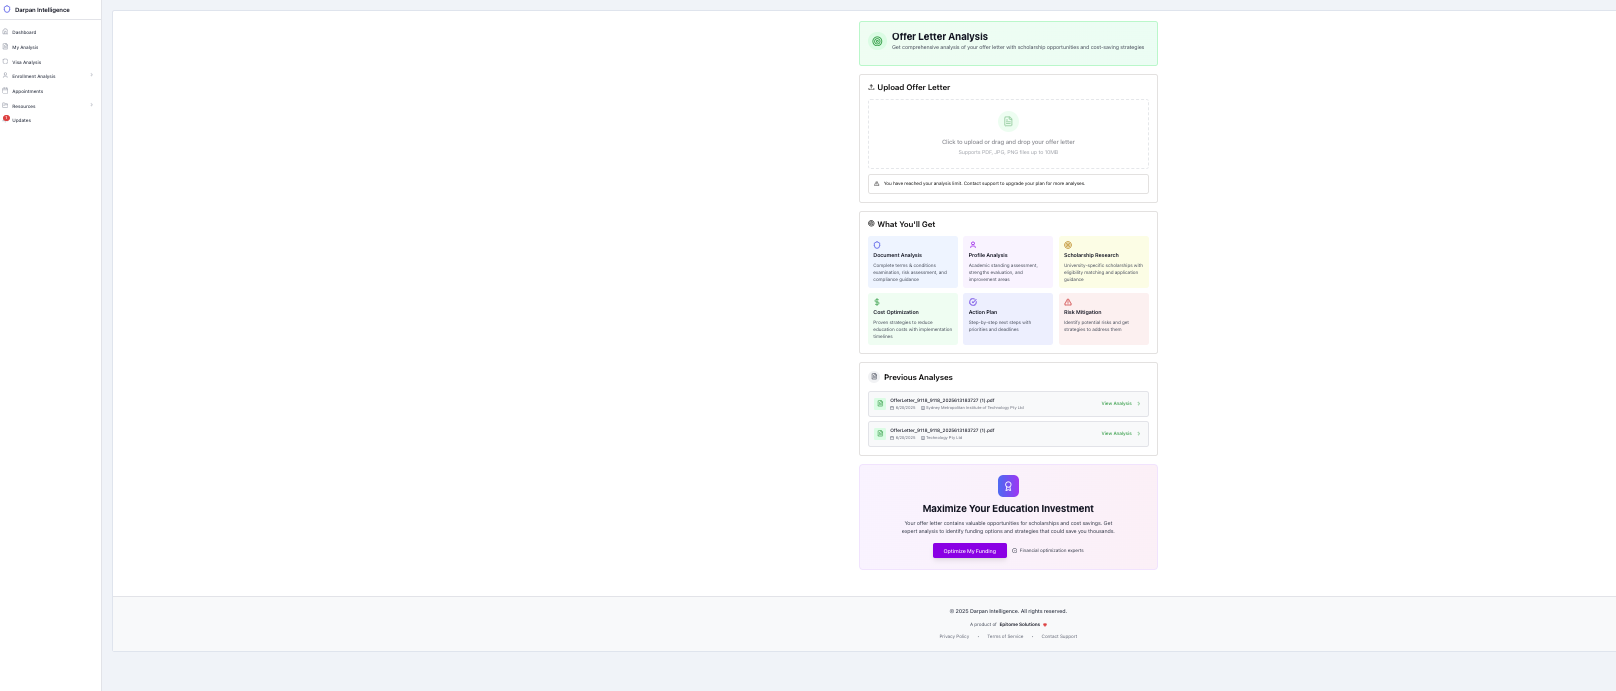 Darpan Intelligence
Dashboard
My Analysis
Visa Analysis
Enrollment Analysis
Appointments
Resources
Updates
Offer Letter Analysis
Get comprehensive analysis of your offer letter with scholarship opportunities and cost-saving strategies
Upload Offer Letter
Click to upload or drag and drop your offer letter
Supports PDF, JPG, PNG files up to 10MB
You have reached your analysis limit. Contact support to upgrade your plan for more analyses.
What You'll Get
Document Analysis
Complete terms & conditions
examination, risk assessment, and
compliance guidance
Profile Analysis
Academic standing assessment,
strengths evaluation, and
improvement areas
Scholarship Research
University-specific scholarships with
eligibility matching and application
guidance
Cost Optimization
Proven strategies to reduce
education costs with implementation
timelines
Action Plan
Step-by-step next steps with
priorities and deadlines
Risk Mitigation
Identify potential risks and get
strategies to address them
Previous Analyses
OfferLetter_9118_9118_2025613183727 (1).pdf
6/20/2025 Sydney Metropolitan Institute of Technology Pty Ltd
View Analysis
OfferLetter_9118_9118_2025613183727 (1).pdf
6/20/2025 Technology Pty Ltd
View Analysis
Maximize Your Education Investment
Your offer letter contains valuable opportunities for scholarships and cost savings. Get
expert analysis to identify funding options and strategies that could save you thousands.
Optimize My Funding
Financial optimization experts
© 2025 Darpan Intelligence. All rights reserved.
A product of Epitome Solutions
Privacy Policy • Terms of Service • Contact Support